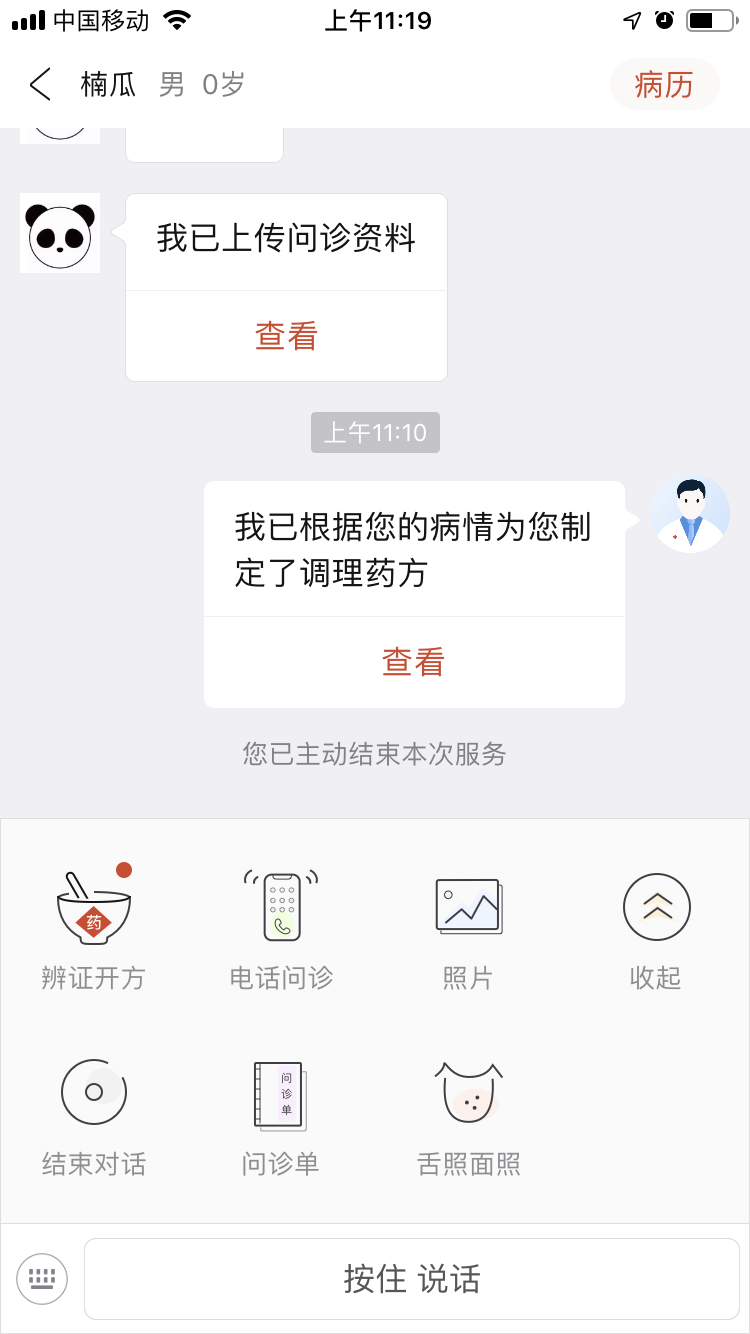 中国移动 上午11:19
楠瓜 男 0岁 病历
我已上传问诊资料
查看
上午11:10
我已根据您的病情为您制
定了调理药方
查看
您已主动结束本次服务
药
辨证开方 电话问诊 照片 收起
问
诊
单
结束对话 问诊单 舌照面照
按住 说话